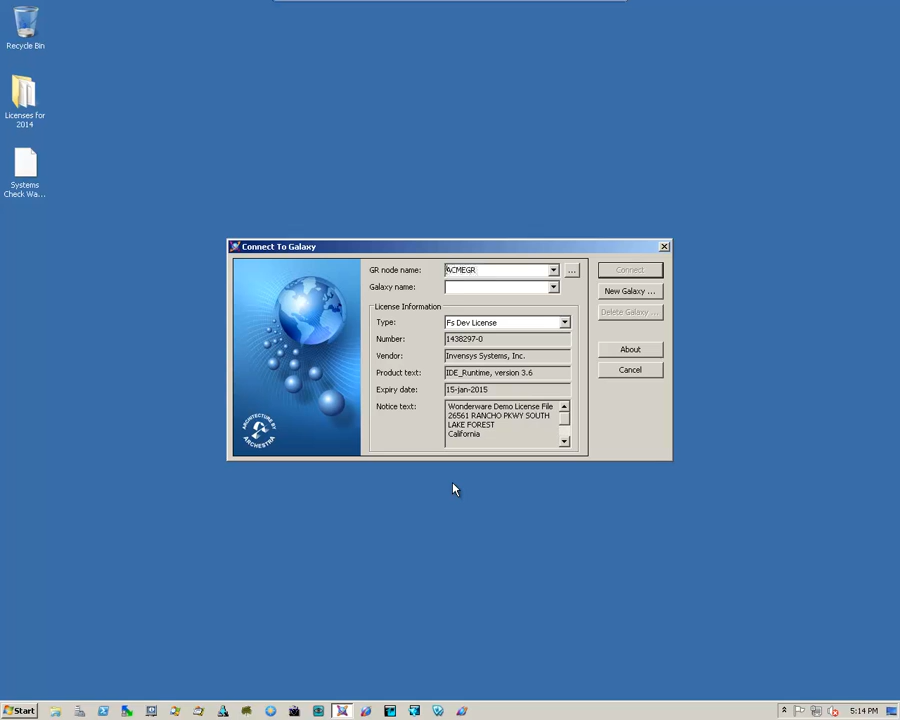 Recycle Bin
Licenses for
2014
Systems
Check Wa...
Connect To Galaxy
GR node name:
ACMEGR
...
Connect
Galaxy name:
New Galaxy ...
License Information
Delete Galaxy ...
Type:
Fs Dev License
Number:
1438297-0
Vendor:
Invensys Systems, Inc.
About
Product text:
IDE_Runtime, version 3.6
Cancel
Expiry date:
15-jan-2015
Notice text:
Wonderware Demo License File
26561 RANCHO PKWY SOUTH
LAKE FOREST
California
ARCHITECTURE BY
ARCHESTRA
Start
5:14 PM